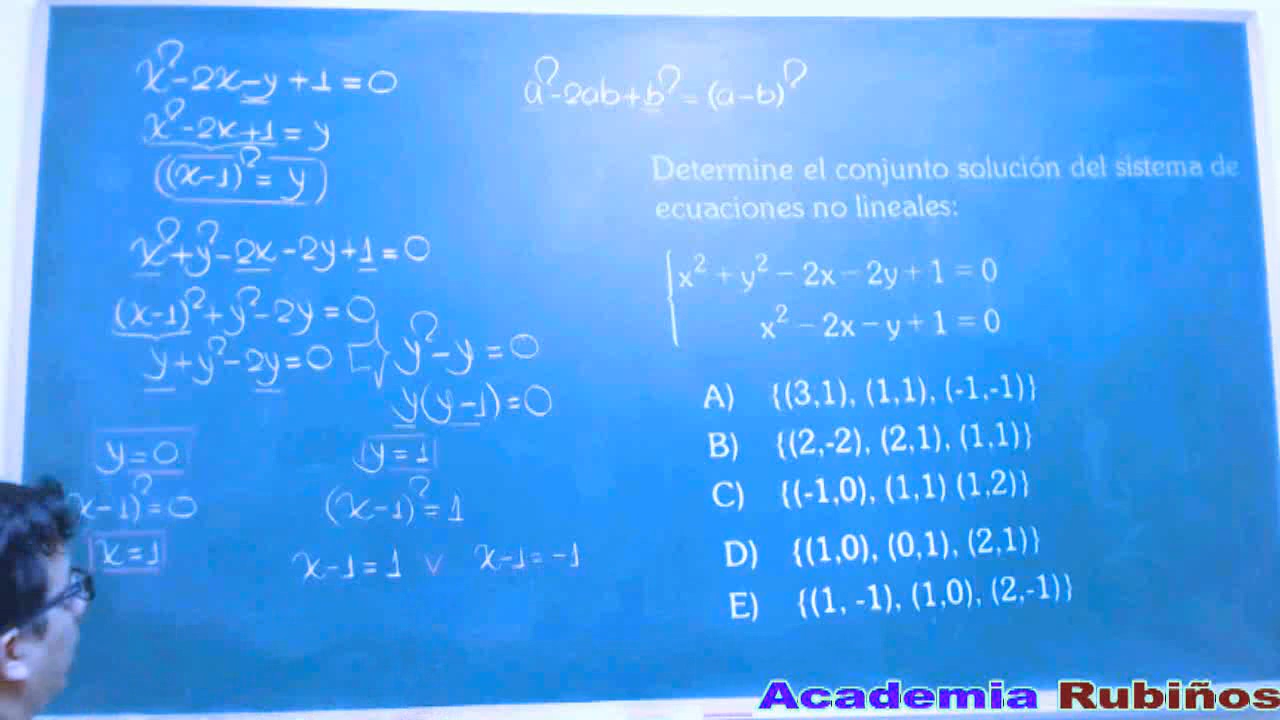 x² - 2x - y + 1 = 0
x² - 2x + 1 = y
(x-1)² = y
x² + y² - 2x - 2y + 1 = 0
(x-1)² + y² - 2y = 0
y + y² - 2y = 0
y² - y = 0
y(y-1) = 0
y = 0
y = 1
x-1)² = 0
(x-1)² = 1
x = 1
x-1 = 1 v x-1 = -1
a² - 2ab + b² = (a-b)²
Determine el conjunto solución del sistema de
ecuaciones no lineales:
x² + y² - 2x - 2y + 1 = 0
x² - 2x - y + 1 = 0
A) {(3,1), (1,1), (-1,-1)}
B) {(2,-2), (2,1), (1,1)}
C) {(-1,0), (1,1) (1,2)}
D) {(1,0), (0,1), (2,1)}
E) {(1, -1), (1,0), (2,-1)}
Academia Rubiños